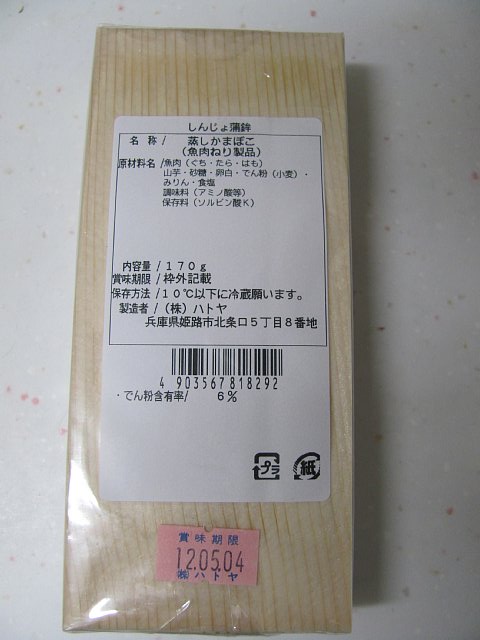 しんじょ蒲鉾
名 称/ 蒸しかまぼこ
(魚肉ねり製品)
原材料名/魚肉(ぐち・たら・はも)
山芋・砂糖・卵白・でん粉(小麦)・
みりん・食塩
調味料(アミノ酸等)
保存料(ソルビン酸K)
内容量/170g
賞味期限/枠外記載
保存方法/10℃以下に冷蔵願います。
製造者/(株)ハトヤ
兵庫県姫路市北条口5丁目8番地
4 903567 818292
・でん粉含有率/ 6%
プラ 紙
賞味期限
12.05.04
㈱ハトヤ